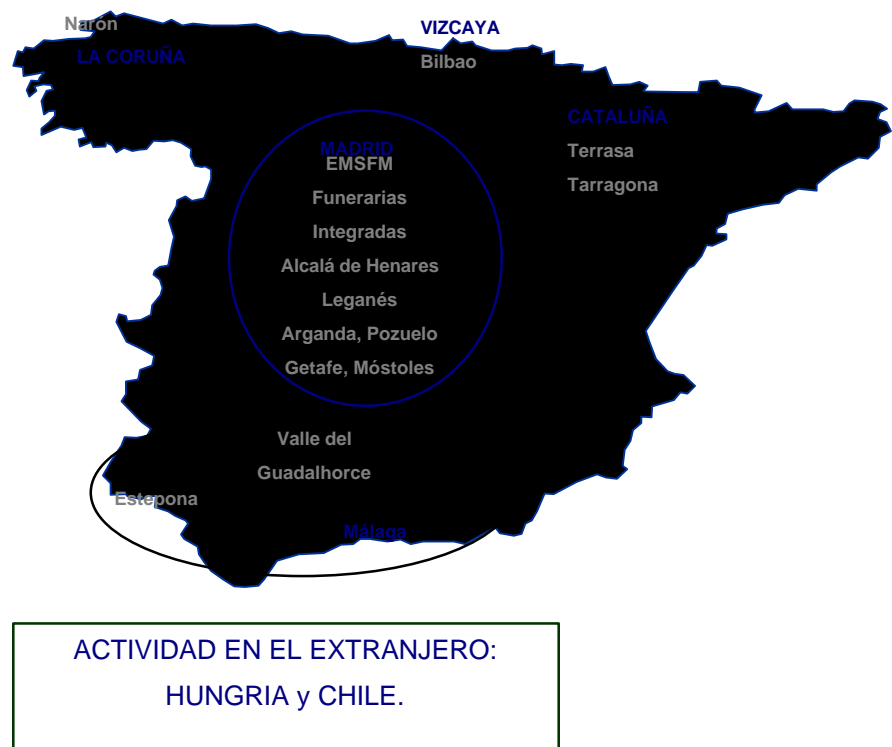 Narón
LA CORUÑA
VIZCAYA
Bilbao
CATALUÑA
Terrasa
Tarragona
MADRID
EMSFM
Funerarias
Integradas
Alcalá de Henares
Leganés
Arganda, Pozuelo
Getafe, Móstoles
Valle del
Guadalhorce
Estepona
Málaga
ACTIVIDAD EN EL EXTRANJERO:
HUNGRIA y CHILE.